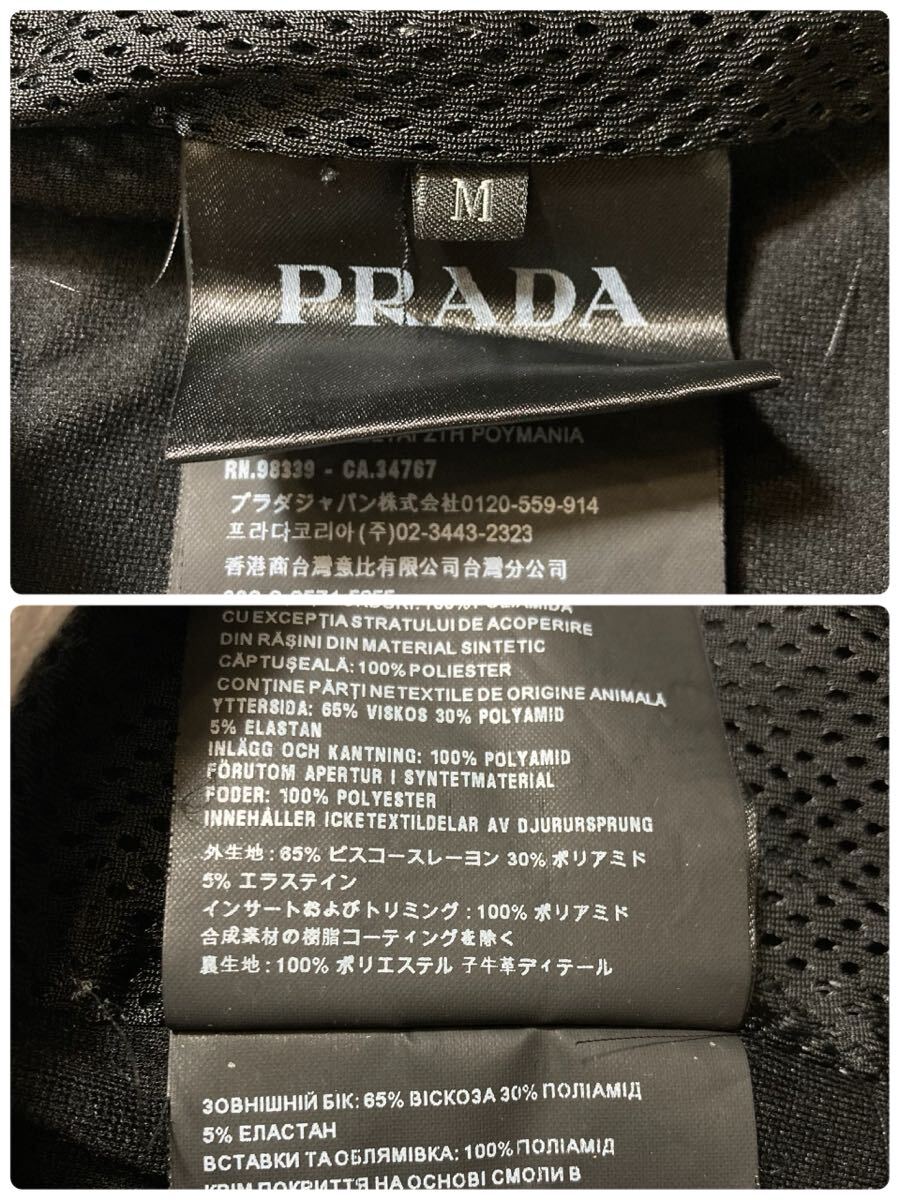 M
PRADA
POYMANIA
RN.98339 - CA.34767
プラダジャパン株式会社0120-559-914
프라다코리아(주)02-3443-2323
香港商台灣意比有限公司台灣分公司
100% POLIAMIDĂ
CU EXCEPȚIA STRATULUI DE ACOPERIRE
DIN RĂȘINI DIN MATERIAL SINTETIC
CĂPTUȘEALĂ: 100% POLIESTER
CONȚINE PĂRȚI NETEXTILE DE ORIGINE ANIMALĂ
YTTERSIDA: 65% VISKOS 30% POLYAMID
5% ELASTAN
INLÄGG OCH KANTNING: 100% POLYAMID
FÖRUTOM APERTUR I SYNTETMATERIAL
FODER: 100% POLYESTER
INNEHÅLLER ICKETEXTILDELAR AV DJURURSPRUNG
外生地 : 65% ビスコースレーヨン 30% ポリアミド
5% エラステイン
インサートおよびトリミング : 100% ポリアミド
合成素材の樹脂コーティングを除く
裏生地 : 100% ポリエステル 子牛革ディテール
ЗОВНІШНІЙ БІК: 65% ВІСКОЗА 30% ПОЛІАМІД
5% ЕЛАСТАН
ВСТАВКИ ТА ОБЛЯМІВКА: 100% ПОЛІАМІД
КРІМ ПОКРИТТЯ НА ОСНОВІ СМОЛИ В